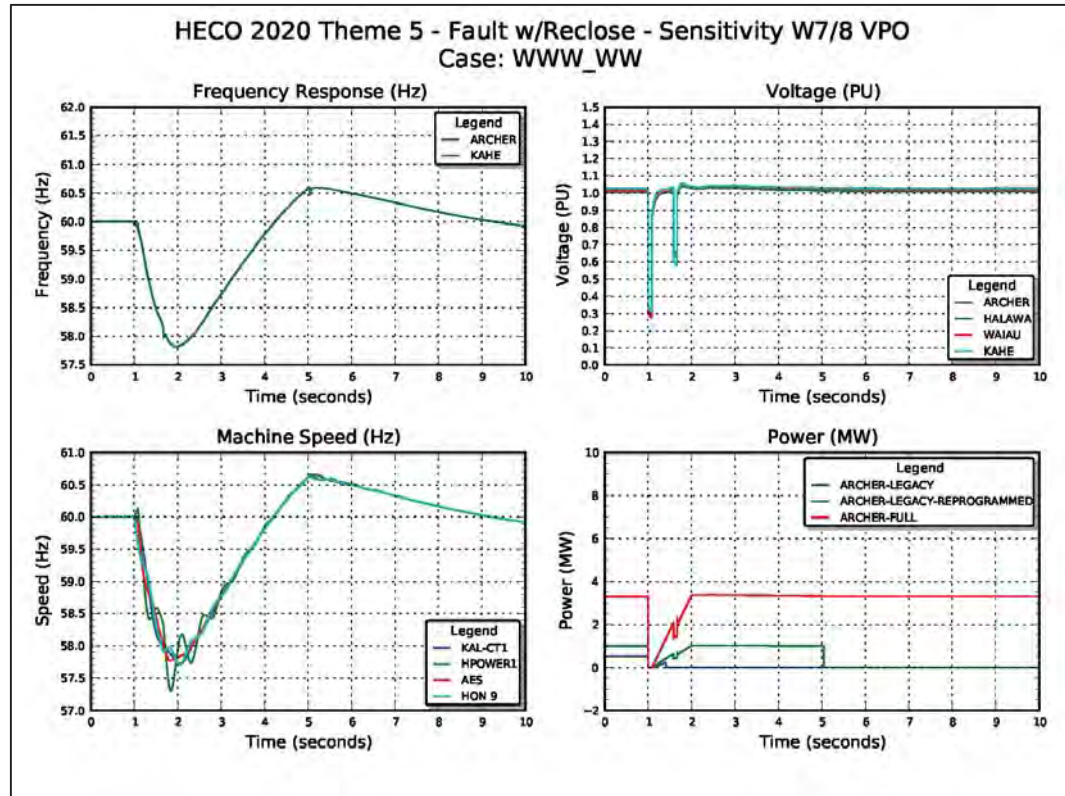 HECO 2020 Theme 5 - Fault w/Reclose - Sensitivity W7/8 VPO
Case: WWW_WW
Frequency Response (Hz)
62.0
61.5
61.0
60.5
60.0
59.5
59.0
58.5
58.0
57.5
Frequency (Hz)
Legend
ARCHER
KAHE
0 1 2 3 4 5 6 7 8 9 10
Time (seconds)
Voltage (PU)
1.5
1.4
1.3
1.2
1.1
1.0
0.9
0.8
0.7
0.6
0.5
0.4
0.3
0.2
0.1
0.0
Voltage (PU)
Legend
ARCHER
HALAWA
WAIAU
KAHE
0 1 2 3 4 5 6 7 8 9 10
Time (seconds)
Machine Speed (Hz)
61.0
60.5
60.0
59.5
59.0
58.5
58.0
57.5
57.0
Speed (Hz)
Legend
KAL-CT1
HPOWER1
AES
HON 9
0 1 2 3 4 5 6 7 8 9 10
Time (seconds)
Power (MW)
10
8
6
4
2
0
−2
Power (MW)
Legend
ARCHER-LEGACY
ARCHER-LEGACY-REPROGRAMMED
ARCHER-FULL
0 1 2 3 4 5 6 7 8 9 10
Time (seconds)